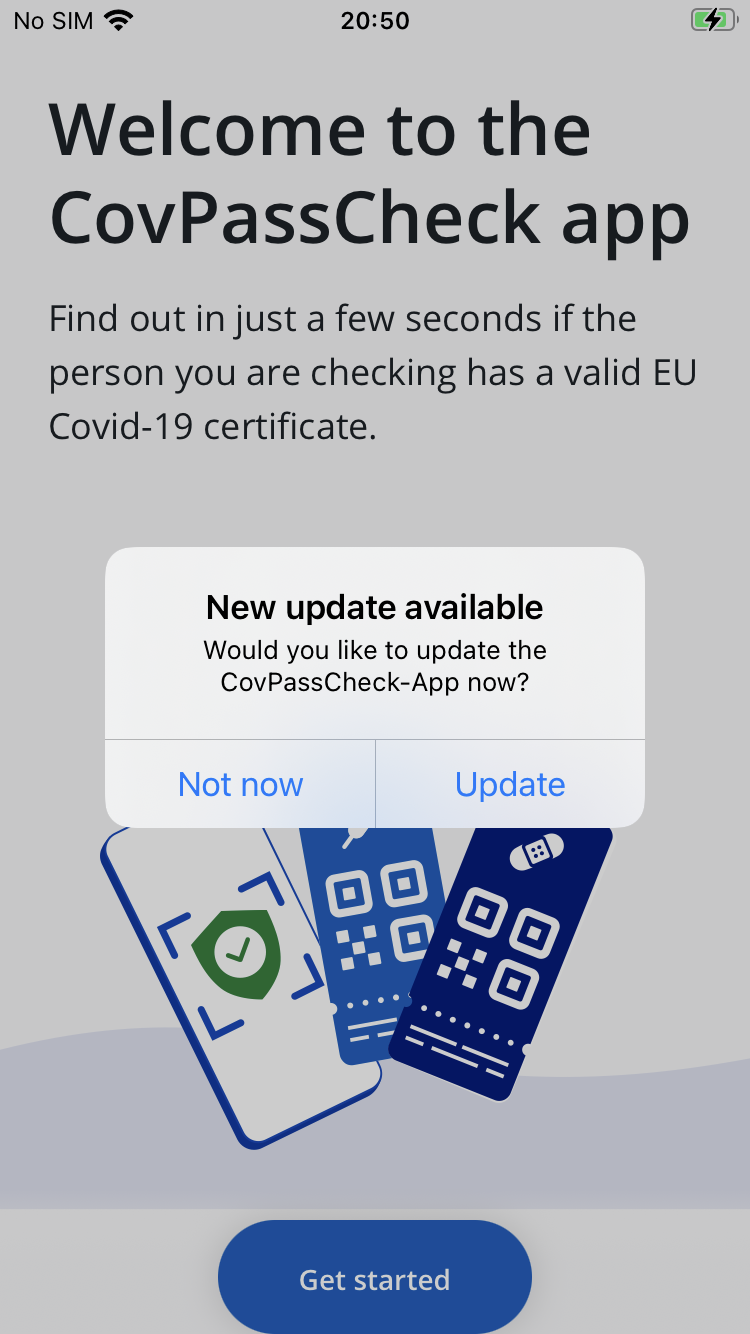 No SIM 20:50
Welcome to the
CovPassCheck app
Find out in just a few seconds if the
person you are checking has a valid EU
Covid-19 certificate.
New update available
Would you like to update the
CovPassCheck-App now?
Not now Update
Get started